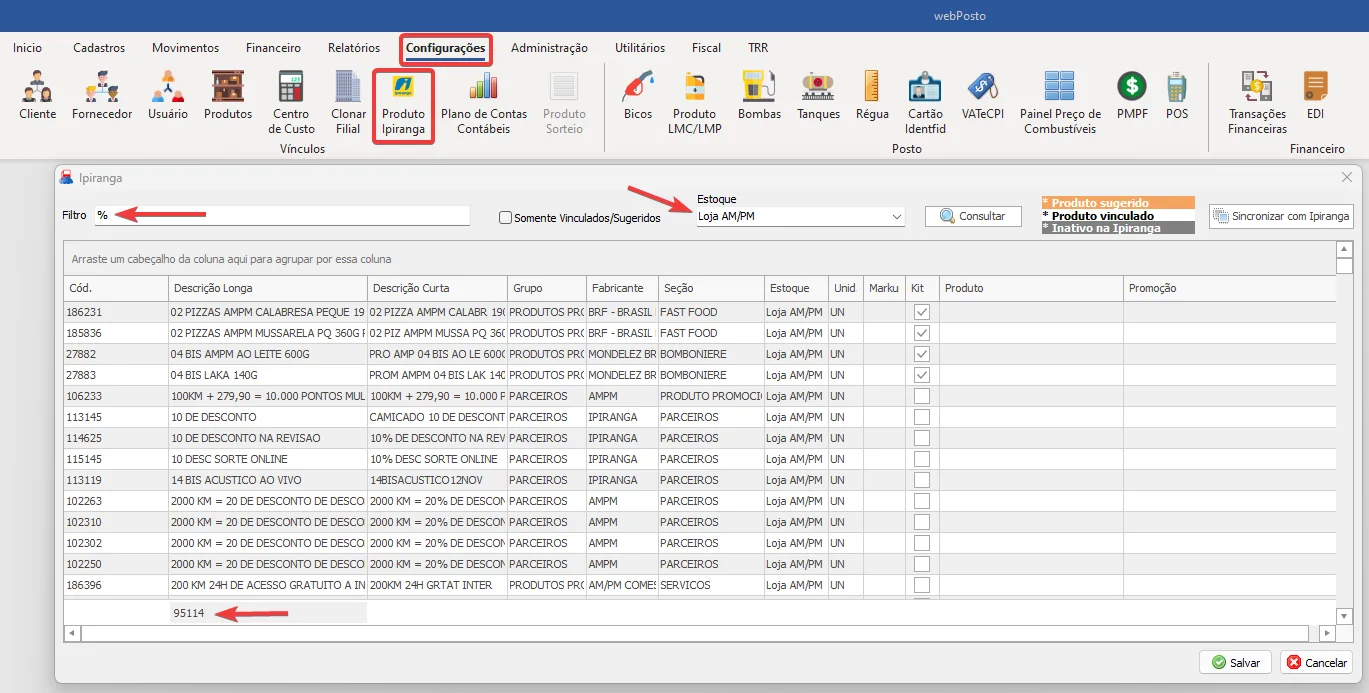 webPosto
Inicio Cadastros Movimentos Financeiro Relatórios Configurações Administração Utilitários Fiscal TRR
Cliente Fornecedor Usuário Produtos Centro de Custo Clonar Filial Produto Ipiranga Plano de Contas Contábeis Produto Sorteio Bicos Produto LMC/LMP Bombas Tanques Régua Cartão Identfid VATeCPI Painel Preço de Combustíveis PMPF POS Transações Financeiras EDI
Vínculos Posto Financeiro
Ipiranga
Estoque
Filtro % Somente Vinculados/Sugeridos Loja AM/PM Consultar Sincronizar com Ipiranga
* Produto sugerido
* Produto vinculado
* Inativo na Ipiranga
Arraste um cabeçalho da coluna aqui para agrupar por essa coluna
Cód. Descrição Longa Descrição Curta Grupo Fabricante Seção Estoque Unid Marku Kit Produto Promoção
186231 02 PIZZAS AMPM CALABRESA PEQUE 19 02 PIZZA AMPM CALABR 190 PRODUTOS PRO BRF - BRASIL FAST FOOD Loja AM/PM UN
185836 02 PIZZAS AMPM MUSSARELA PQ 360G 02 PIZ AMPM MUSSA PQ 360 PRODUTOS PRO BRF - BRASIL FAST FOOD Loja AM/PM UN
27882 04 BIS AMPM AO LEITE 600G PRO AMP 04 BIS AO LE 600G PRODUTOS PRO MONDELEZ BR BOMBONIERE Loja AM/PM UN
27883 04 BIS LAKA 140G PROM AMPM 04 BIS LAK 140 PRODUTOS PRO MONDELEZ BR BOMBONIERE Loja AM/PM UN
106233 100KM + 279,90 = 10.000 PONTOS MUL 100KM + 279,90 = 10.000 P PARCEIROS AMPM PRODUTO PROMOCI Loja AM/PM UN
113145 10 DE DESCONTO CAMICADO 10 DE DESCONT PARCEIROS IPIRANGA PARCEIROS Loja AM/PM UN
114625 10 DE DESCONTO NA REVISAO 10% DE DESCONTO NA REV PARCEIROS IPIRANGA PARCEIROS Loja AM/PM UN
115145 10 DESC SORTE ONLINE 10% DESC SORTE ONLINE PARCEIROS IPIRANGA PARCEIROS Loja AM/PM UN
113119 14 BIS ACUSTICO AO VIVO 14BISACUSTICO12NOV PARCEIROS IPIRANGA PARCEIROS Loja AM/PM UN
102263 2000 KM = 20 DE DESCONTO DE DESCO 2000 KM = 20% DE DESCON PARCEIROS AMPM PARCEIROS Loja AM/PM UN
102310 2000 KM = 20 DE DESCONTO DE DESCO 2000 KM = 20% DE DESCON PARCEIROS AMPM PARCEIROS Loja AM/PM UN
102302 2000 KM = 20 DE DESCONTO DE DESCO 2000 KM = 20% DE DESCON PARCEIROS AMPM PARCEIROS Loja AM/PM UN
102250 2000 KM = 20 DE DESCONTO DE DESCO 2000 KM = 20% DE DESCON PARCEIROS AMPM PARCEIROS Loja AM/PM UN
186396 200 KM 24H DE ACESSO GRATUITO A IN 200KM 24H GRTAT INTER PRODUTOS PRO AM/PM COMES SERVICOS Loja AM/PM UN
95114
Salvar Cancelar